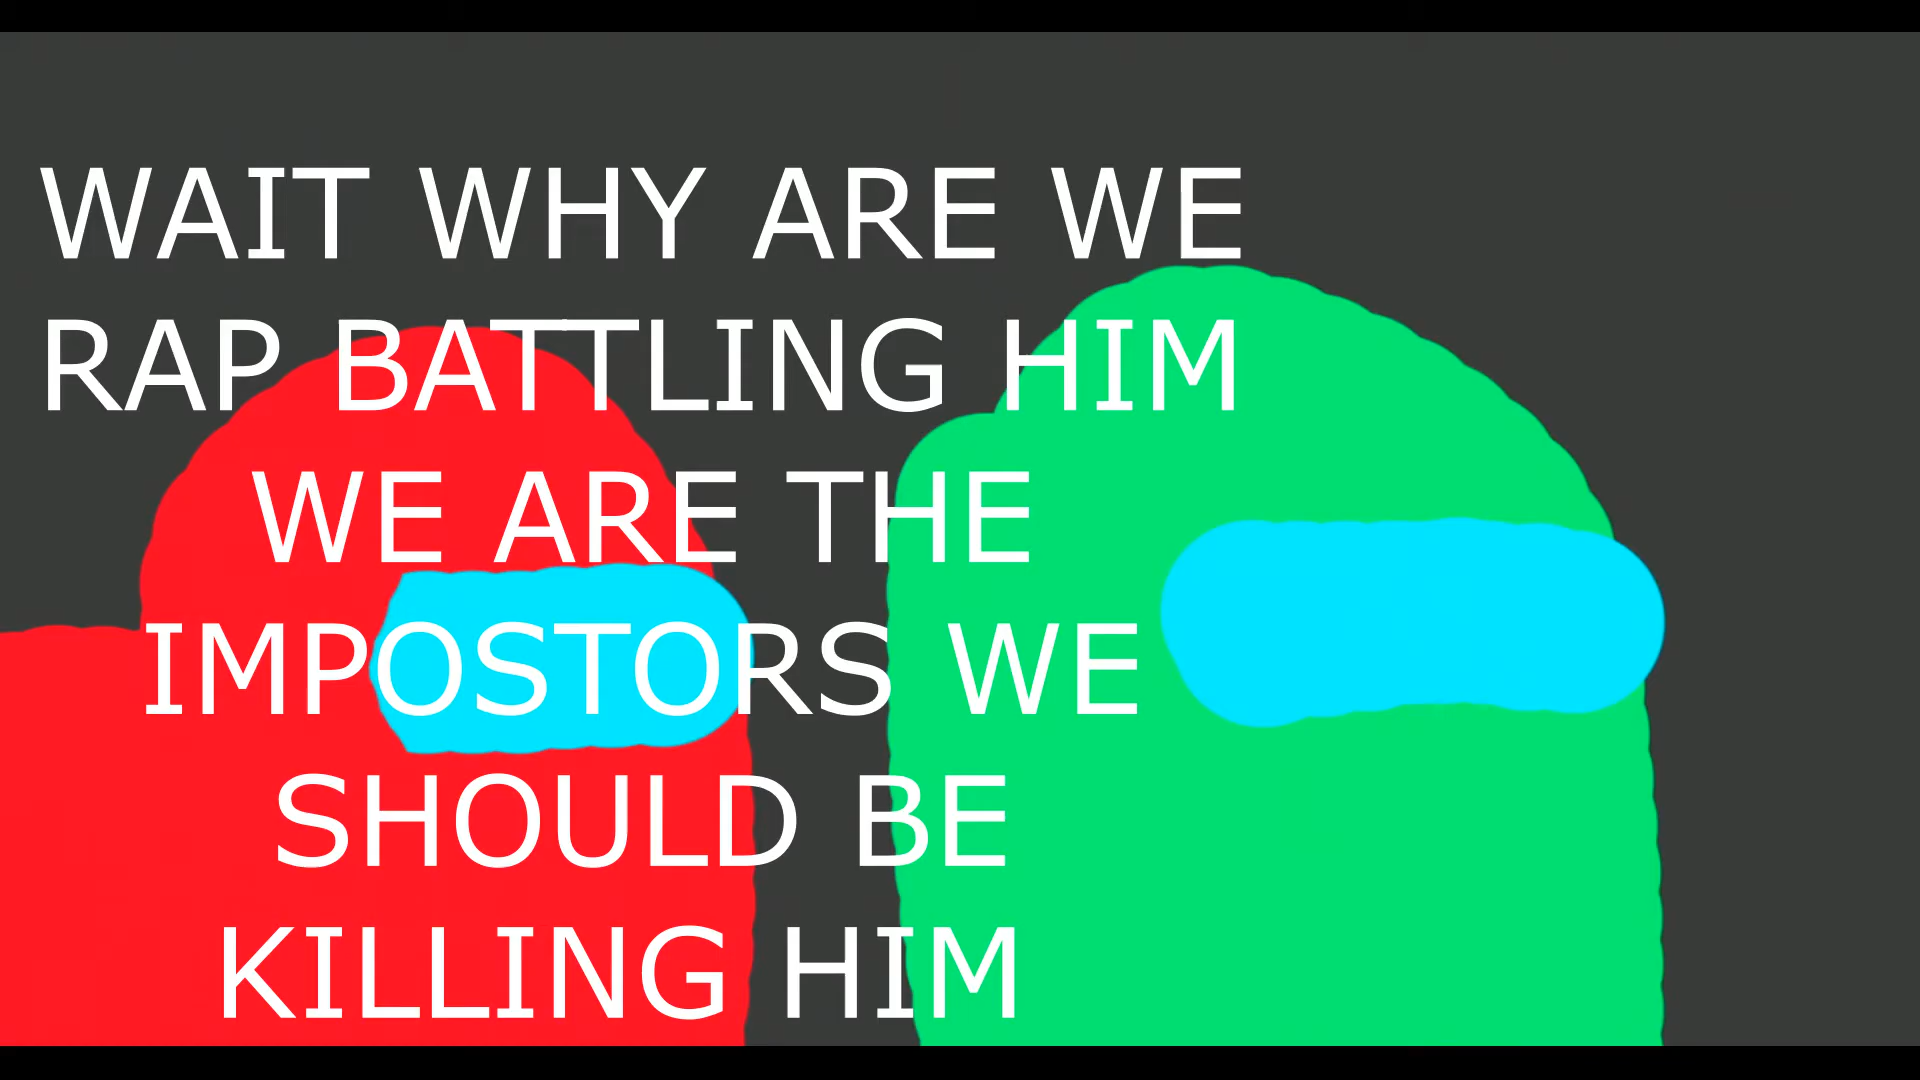 WAIT WHY ARE WE
RAP BATTLING HIM
WE ARE THE
IMPOSTORS WE
SHOULD BE
KILLING HIM